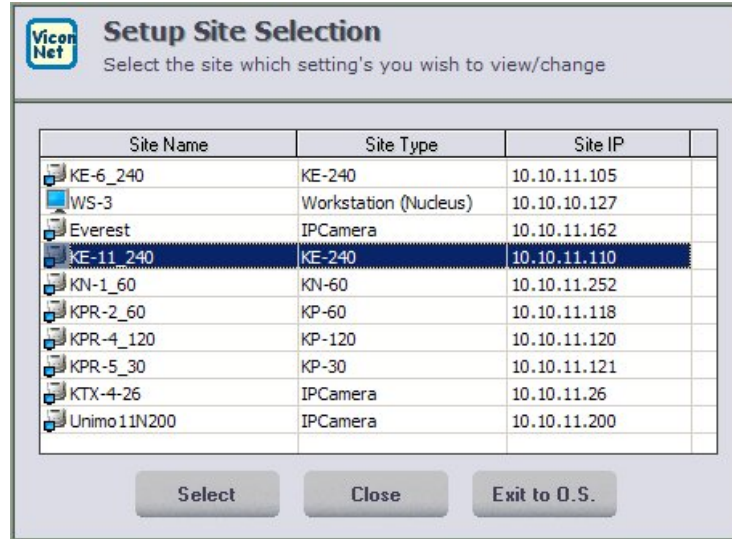 Vicon
Net
Setup Site Selection
Select the site which setting's you wish to view/change
Site Name Site Type Site IP
KE-6_240 KE-240 10.10.11.105
WS-3 Workstation (Nucleus) 10.10.10.127
Everest IPCamera 10.10.11.162
KE-11_240 KE-240 10.10.11.110
KN-1_60 KN-60 10.10.11.252
KPR-2_60 KP-60 10.10.11.118
KPR-4_120 KP-120 10.10.11.120
KPR-5_30 KP-30 10.10.11.121
KTX-4-26 IPCamera 10.10.11.26
Unimo11N200 IPCamera 10.10.11.200
Select Close Exit to O.S.